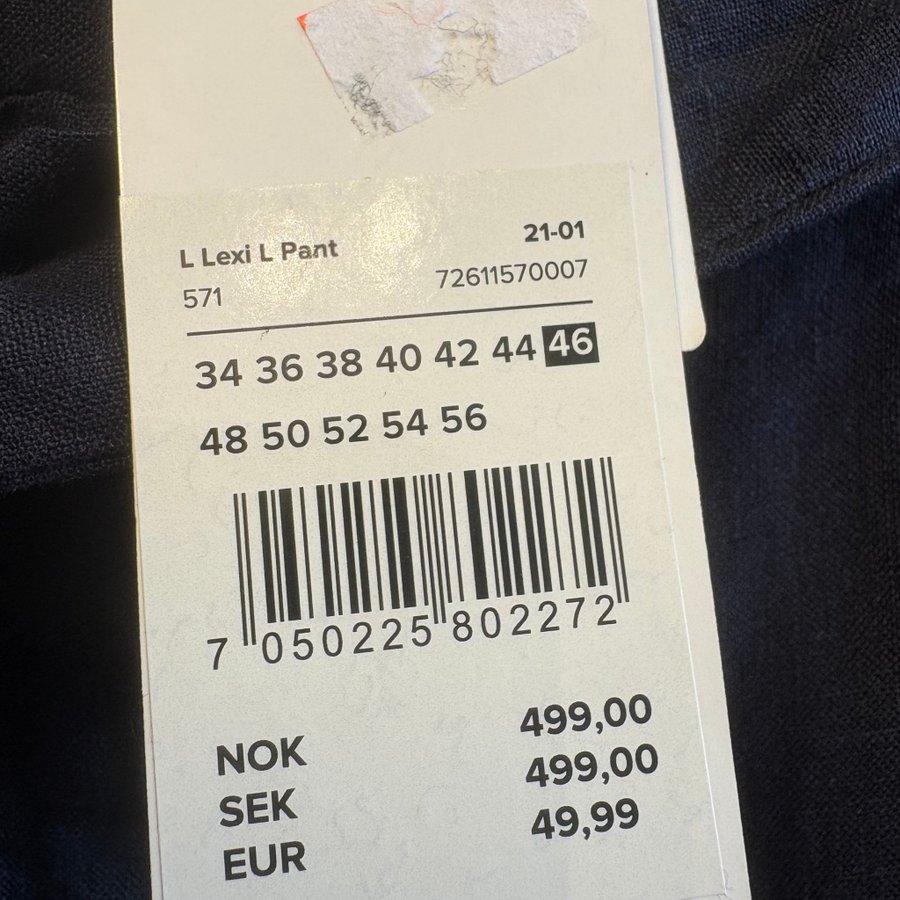 L Lexi L Pant 21-01
571 72611570007
34 36 38 40 42 44 46
48 50 52 54 56
7 050225 802272
NOK 499,00
SEK 499,00
EUR 49,99